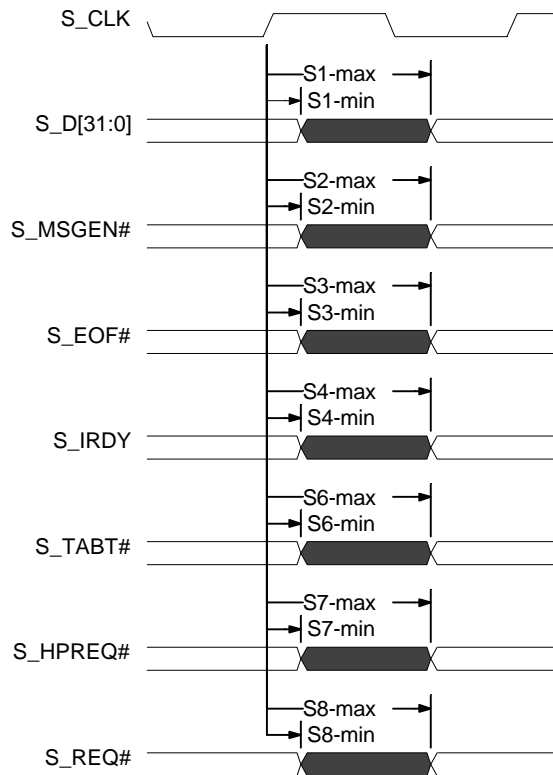 S_CLK
S1-max
S1-min
S_D[31:0]
S2-max
S2-min
S_MSGEN#
S3-max
S3-min
S_EOF#
S4-max
S4-min
S_IRDY
S6-max
S6-min
S_TABT#
S7-max
S7-min
S_HPREQ#
S8-max
S8-min
S_REQ#